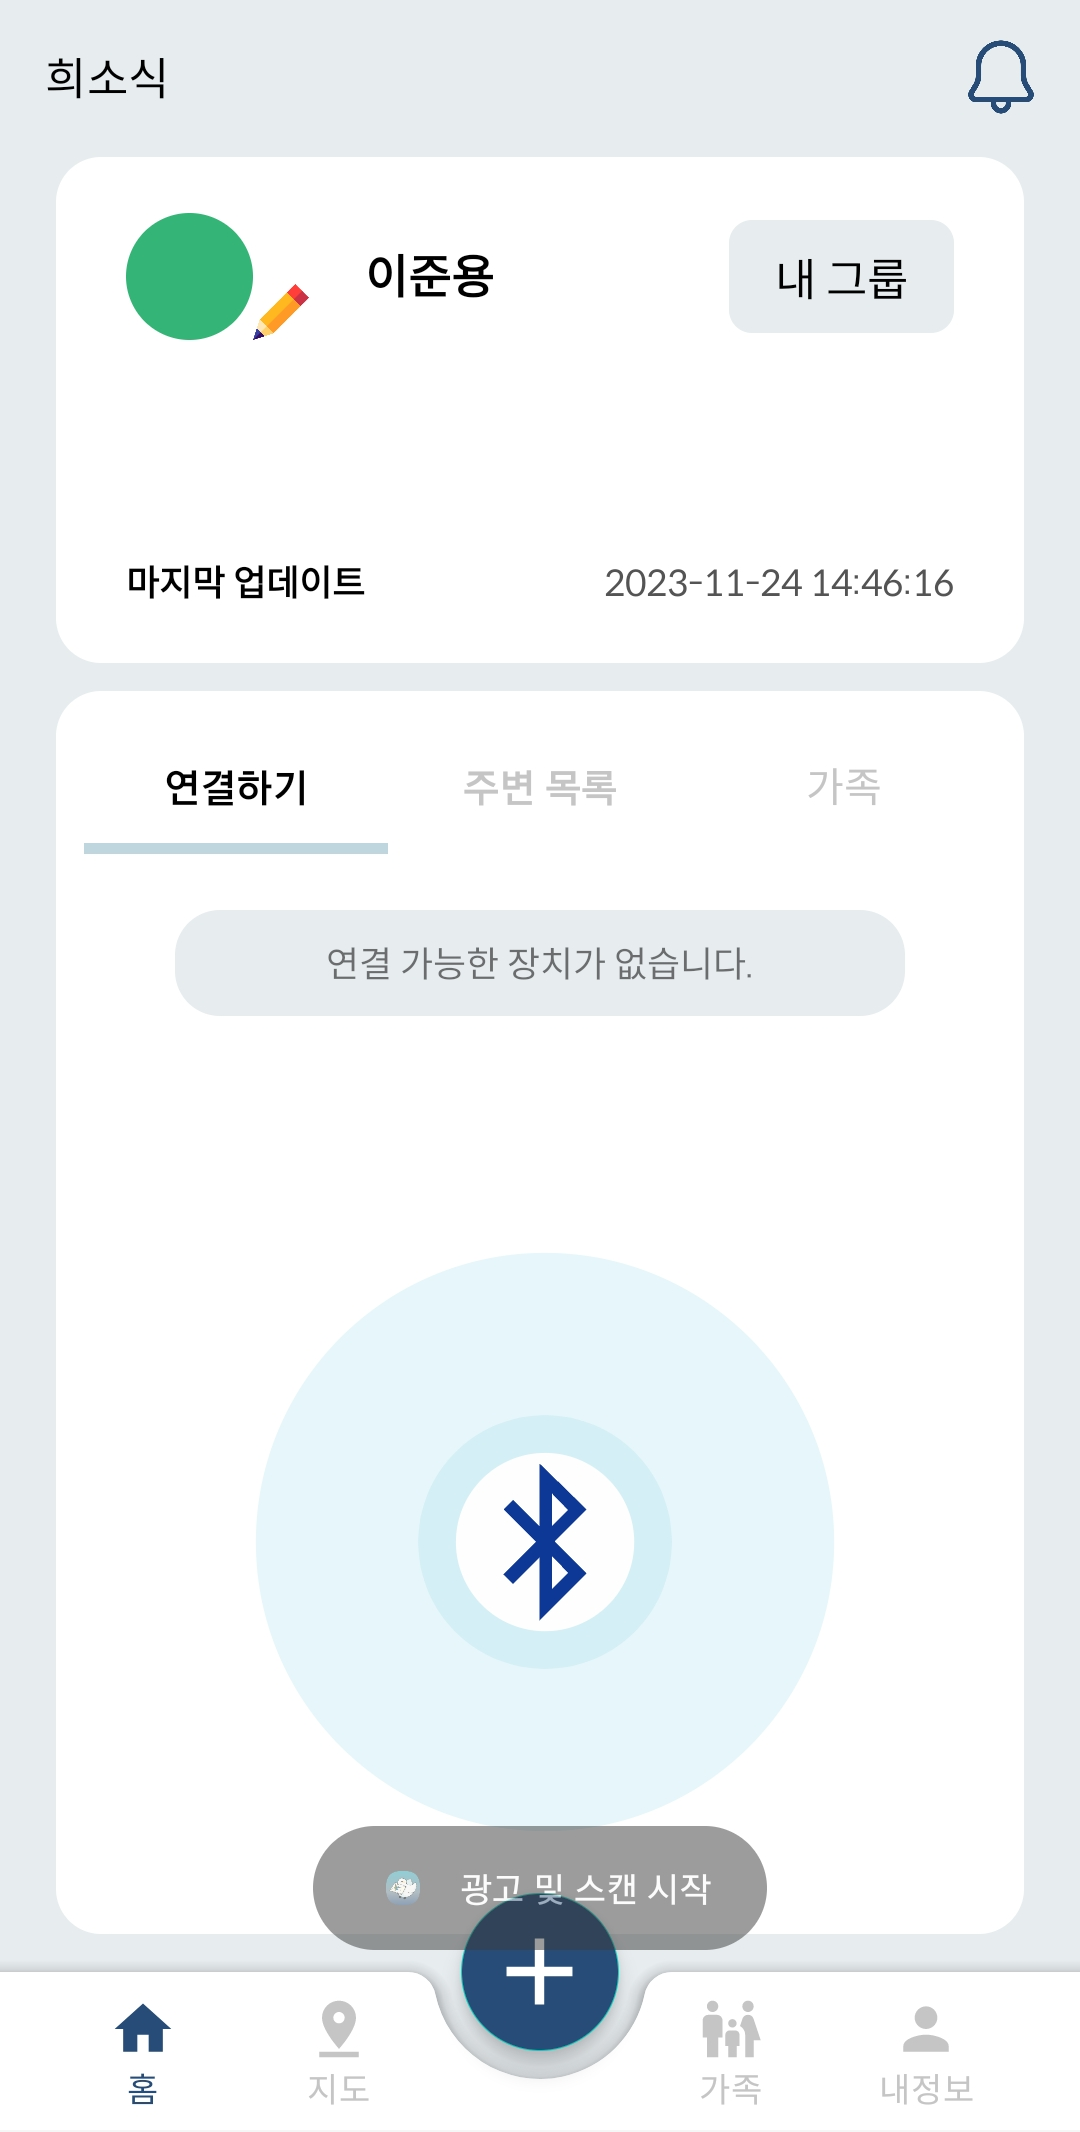 희소식
이준용
내 그룹
마지막 업데이트 2023-11-24 14:46:16
연결하기 주변 목록 가족
연결 가능한 장치가 없습니다.
광고 및 스캔 시작
홈 지도 가족 내정보